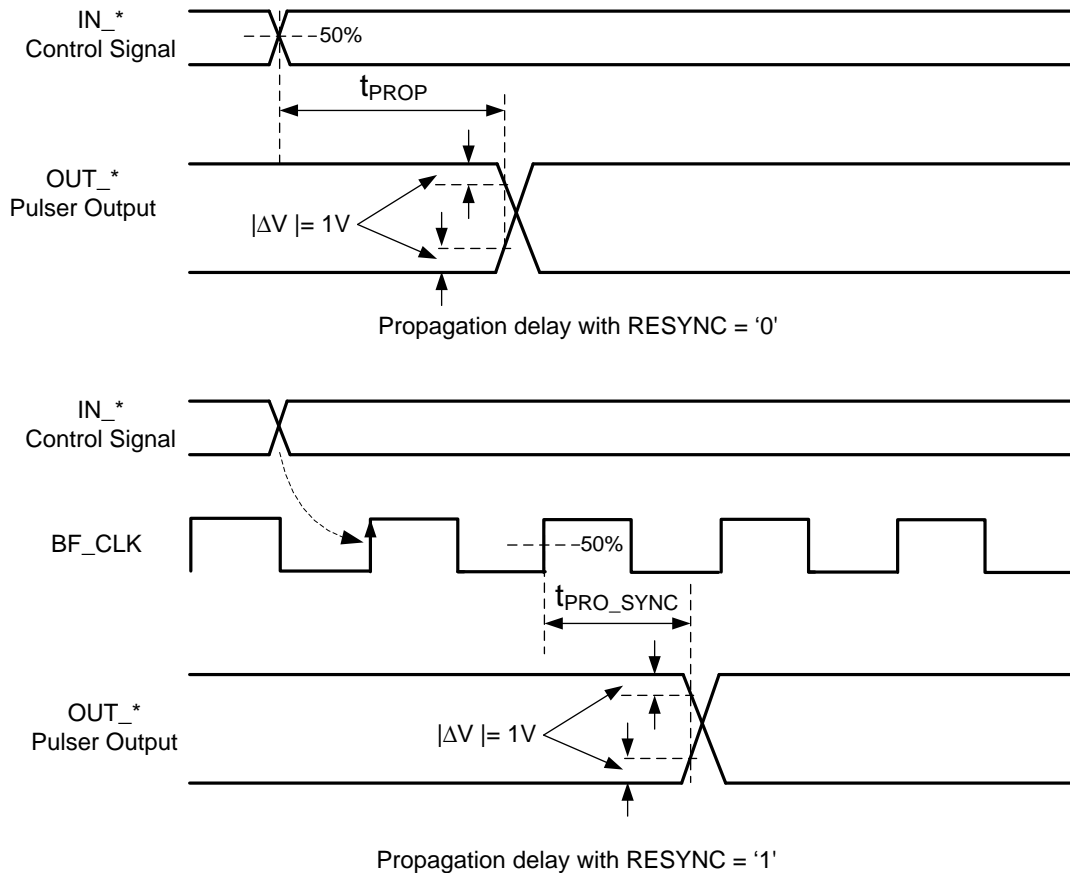 IN_*
Control Signal
50%
tPROP
OUT_*
Pulser Output
|ΔV |= 1V
Propagation delay with RESYNC = ‘0’
IN_*
Control Signal
BF_CLK
50%
tPRO_SYNC
OUT_*
Pulser Output
|ΔV |= 1V
Propagation delay with RESYNC = ‘1’